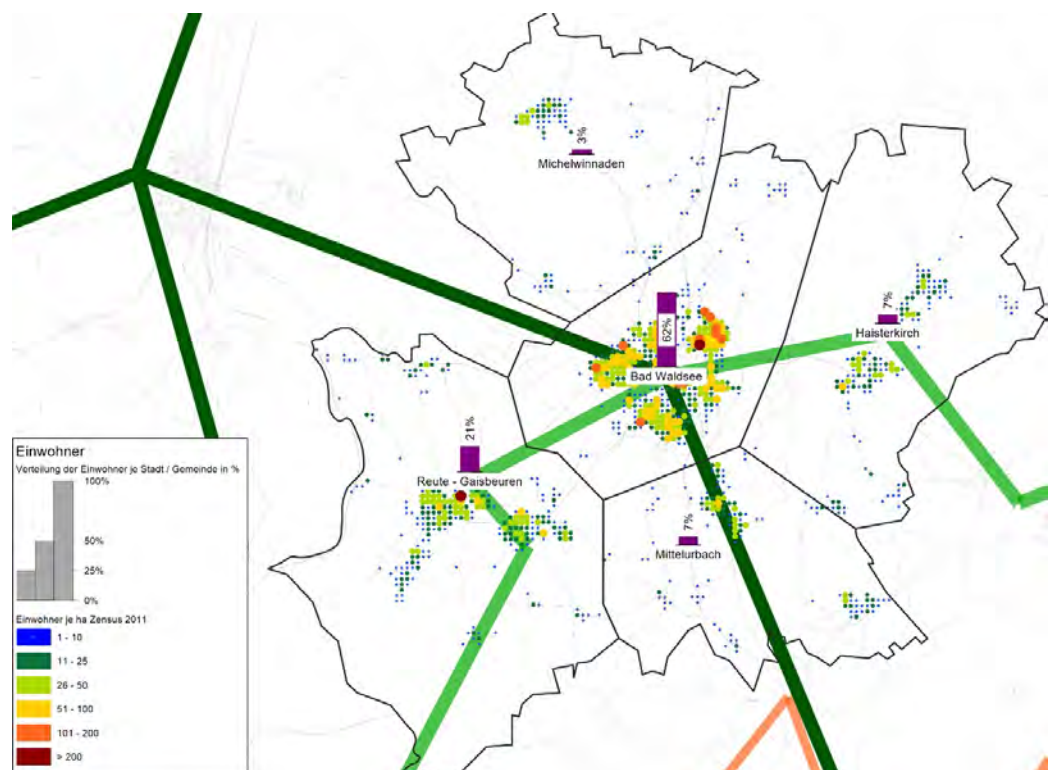 3%
Michelwinnaden
7%
Haisterkirch
62%
Bad Waldsee
21%
Reute - Gaisbeuren
7%
Mittelurbach
Einwohner
Verteilung der Einwohner je Stadt / Gemeinde in %
100%
50%
25%
0%
Einwohner je ha Zensus 2011
1 - 10
11 - 25
26 - 50
51 - 100
101 - 200
> 200